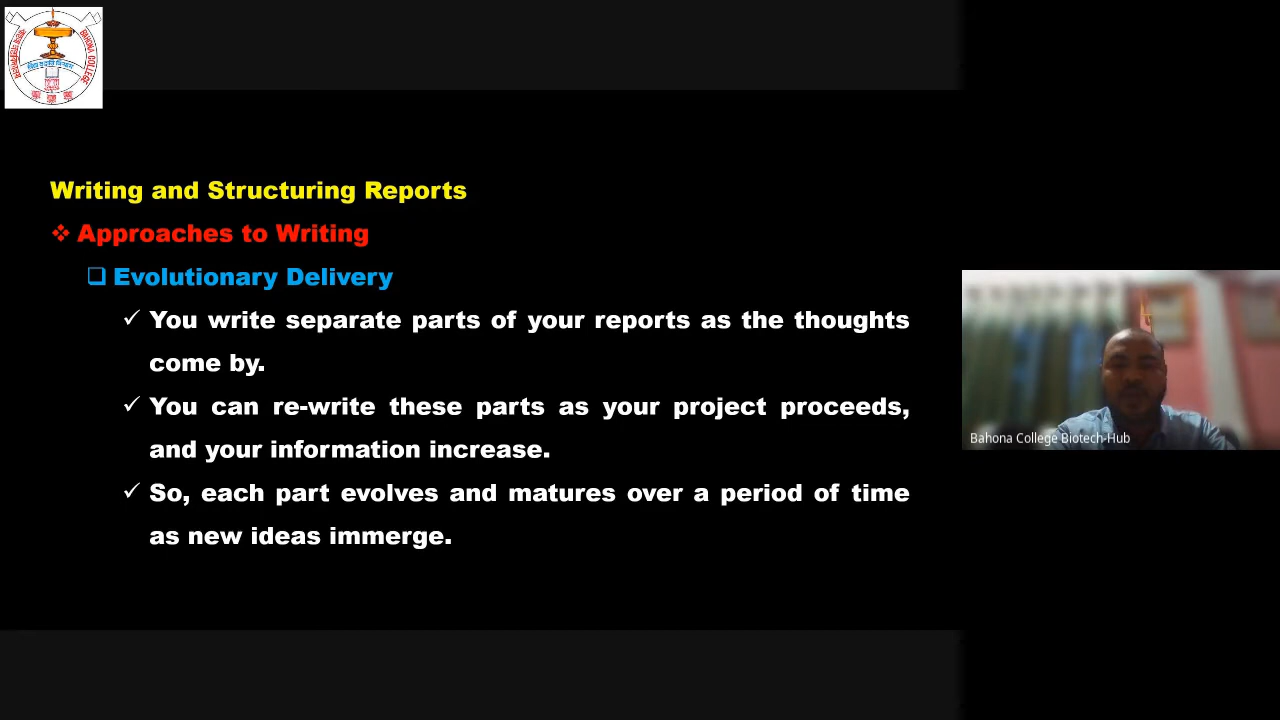 BAHONA COLLEGE
Writing and Structuring Reports
Approaches to Writing
Evolutionary Delivery
You write separate parts of your reports as the thoughts
come by.
You can re-write these parts as your project proceeds,
and your information increase.
So, each part evolves and matures over a period of time
as new ideas immerge.
Bahona College Biotech-Hub